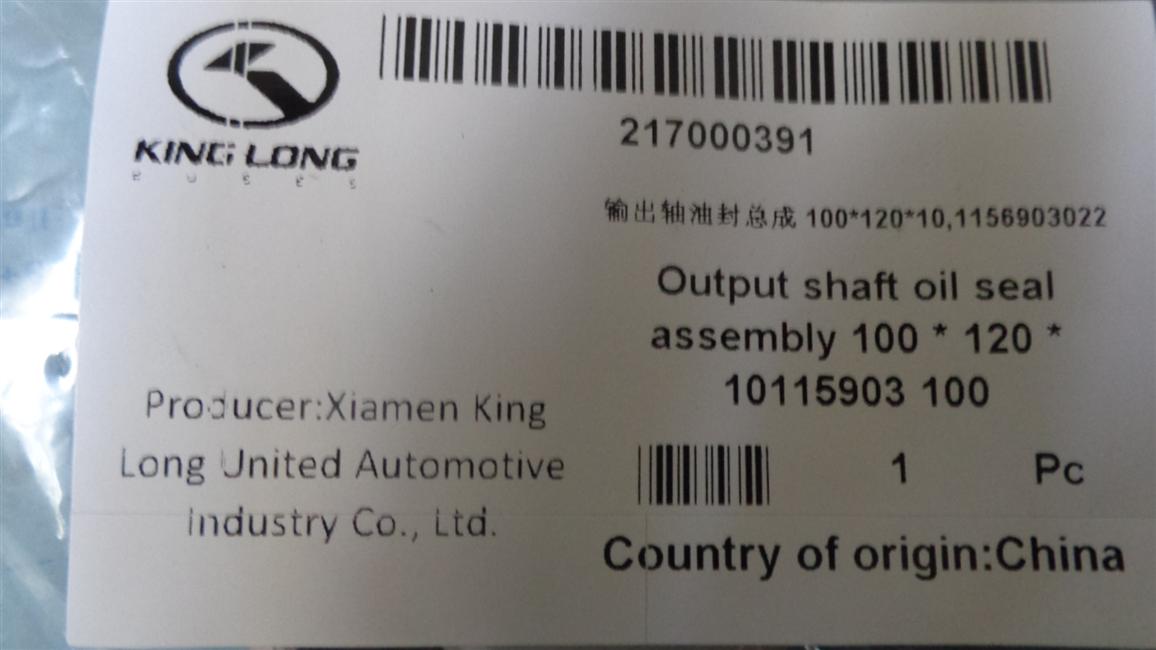 KING LONG
217000391
输出轴油封总成 100*120*10,1156903022
Output shaft oil seal
assembly 100 * 120 *
10115903 100
Producer:Xiamen King
Long United Automotive
Industry Co., Ltd.
1 Pc
Country of origin:China